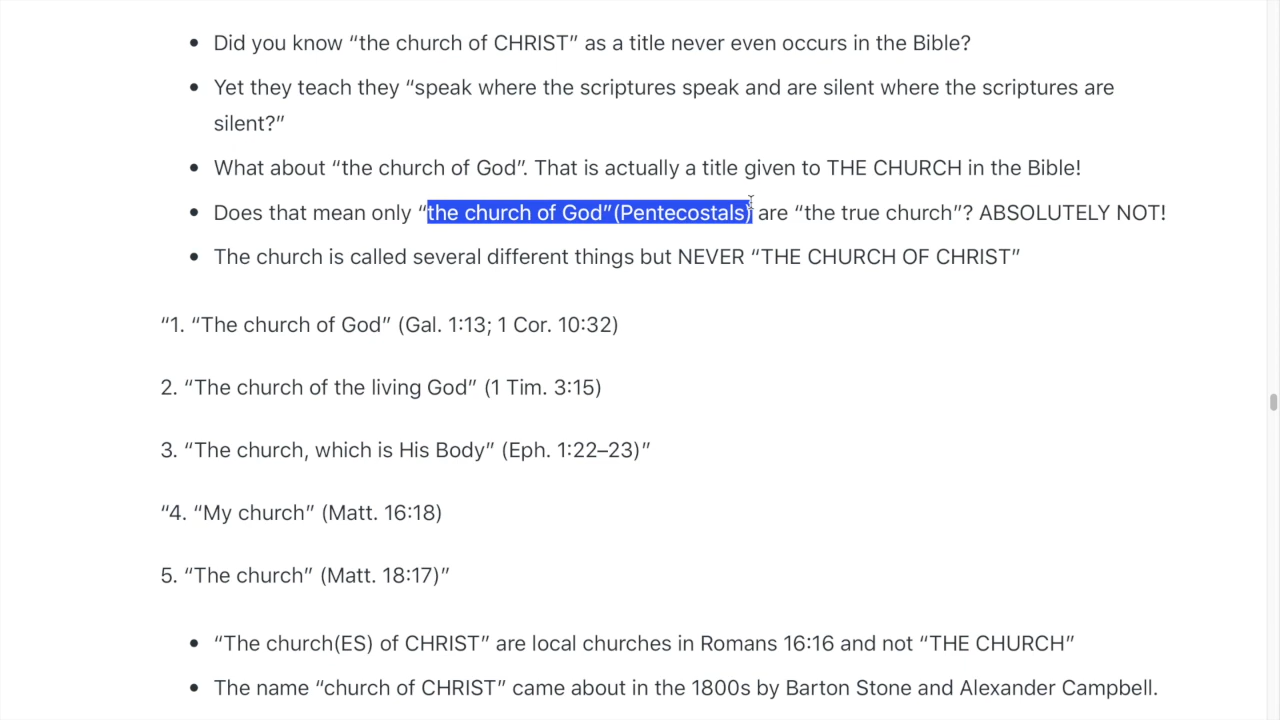 Did you know “the church of CHRIST” as a title never even occurs in the Bible?
Yet they teach they “speak where the scriptures speak and are silent where the scriptures are
silent?”
What about “the church of God”. That is actually a title given to THE CHURCH in the Bible!
Does that mean only “the church of God”(Pentecostals) are “the true church”? ABSOLUTELY NOT!
The church is called several different things but NEVER “THE CHURCH OF CHRIST”
“1. “The church of God” (Gal. 1:13; 1 Cor. 10:32)
2. “The church of the living God” (1 Tim. 3:15)
3. “The church, which is His Body” (Eph. 1:22–23)”
“4. “My church” (Matt. 16:18)
5. “The church” (Matt. 18:17)”
“The church(ES) of CHRIST” are local churches in Romans 16:16 and not “THE CHURCH”
The name “church of CHRIST” came about in the 1800s by Barton Stone and Alexander Campbell.